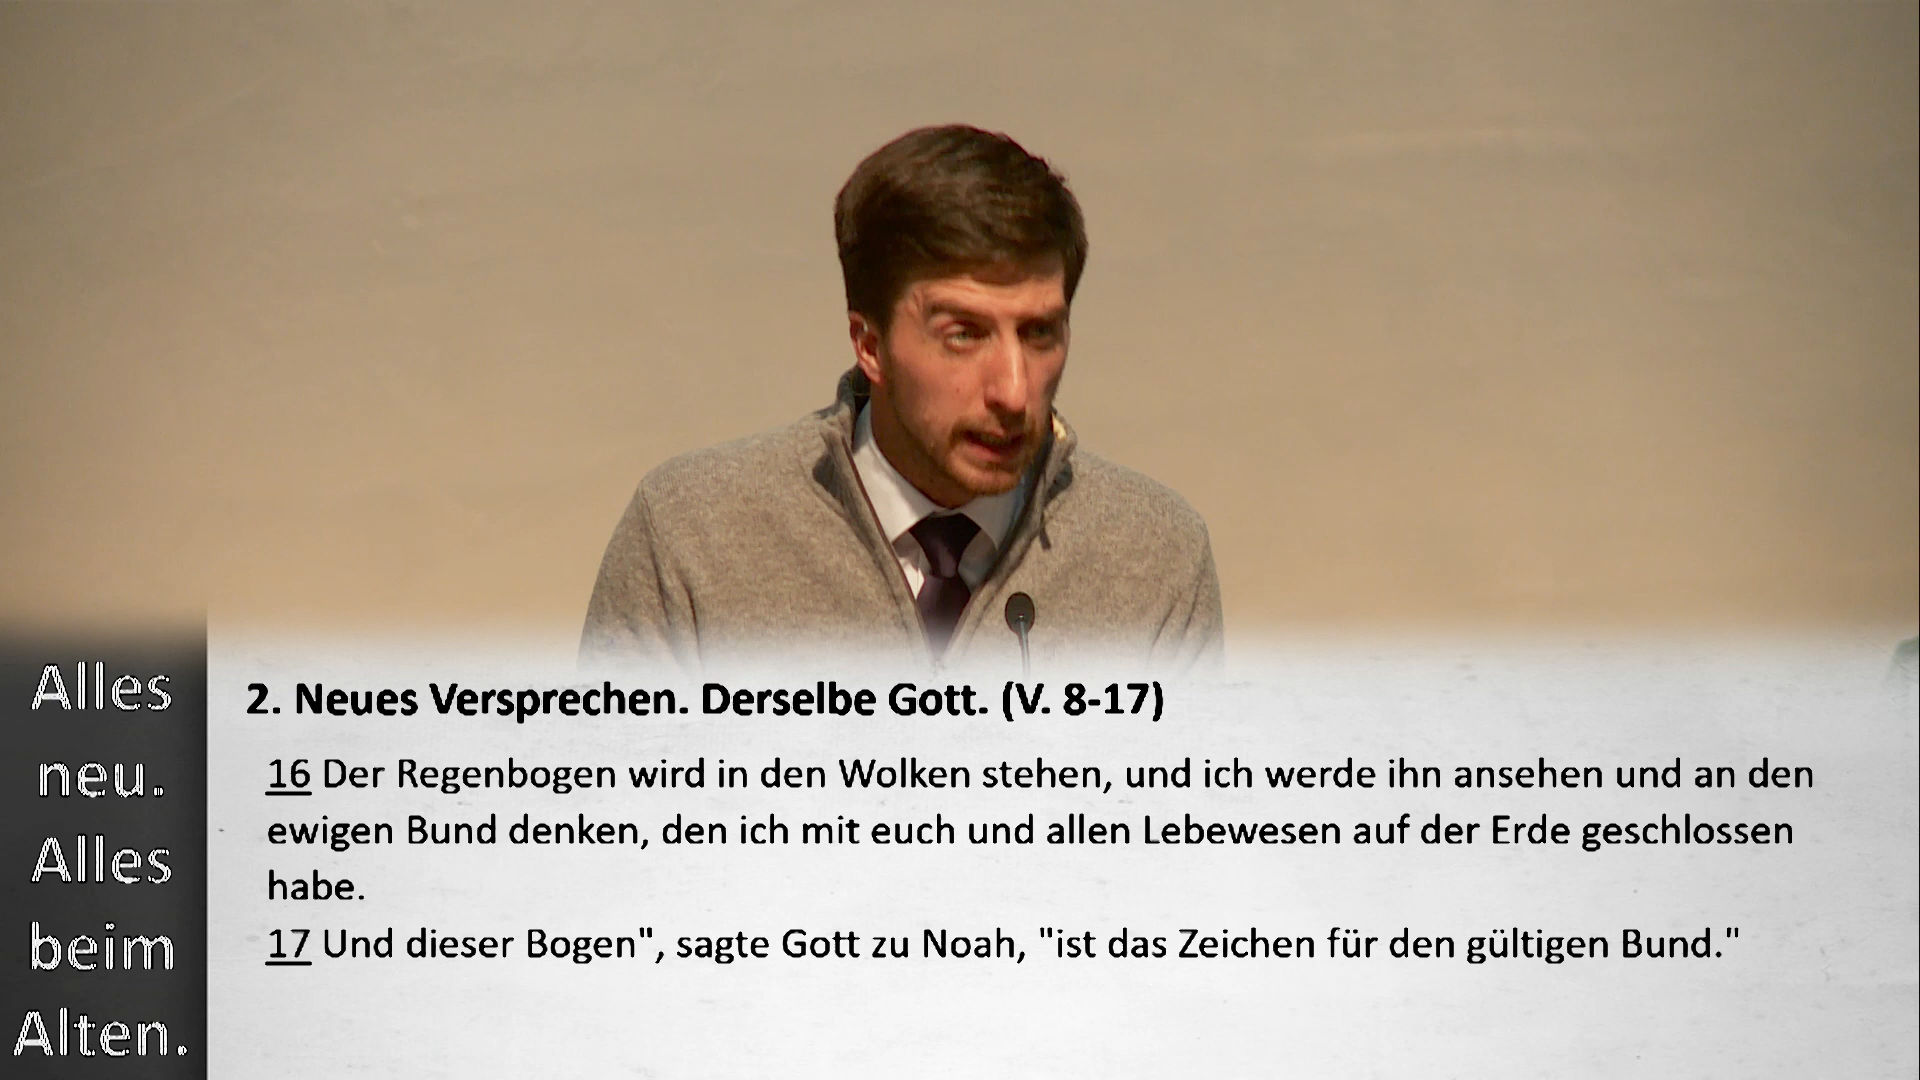 Alles
neu.
Alles
beim
Alten.
2. Neues Versprechen. Derselbe Gott. (V. 8-17)
16 Der Regenbogen wird in den Wolken stehen, und ich werde ihn ansehen und an den
ewigen Bund denken, den ich mit euch und allen Lebewesen auf der Erde geschlossen
habe.
17 Und dieser Bogen", sagte Gott zu Noah, "ist das Zeichen für den gültigen Bund."